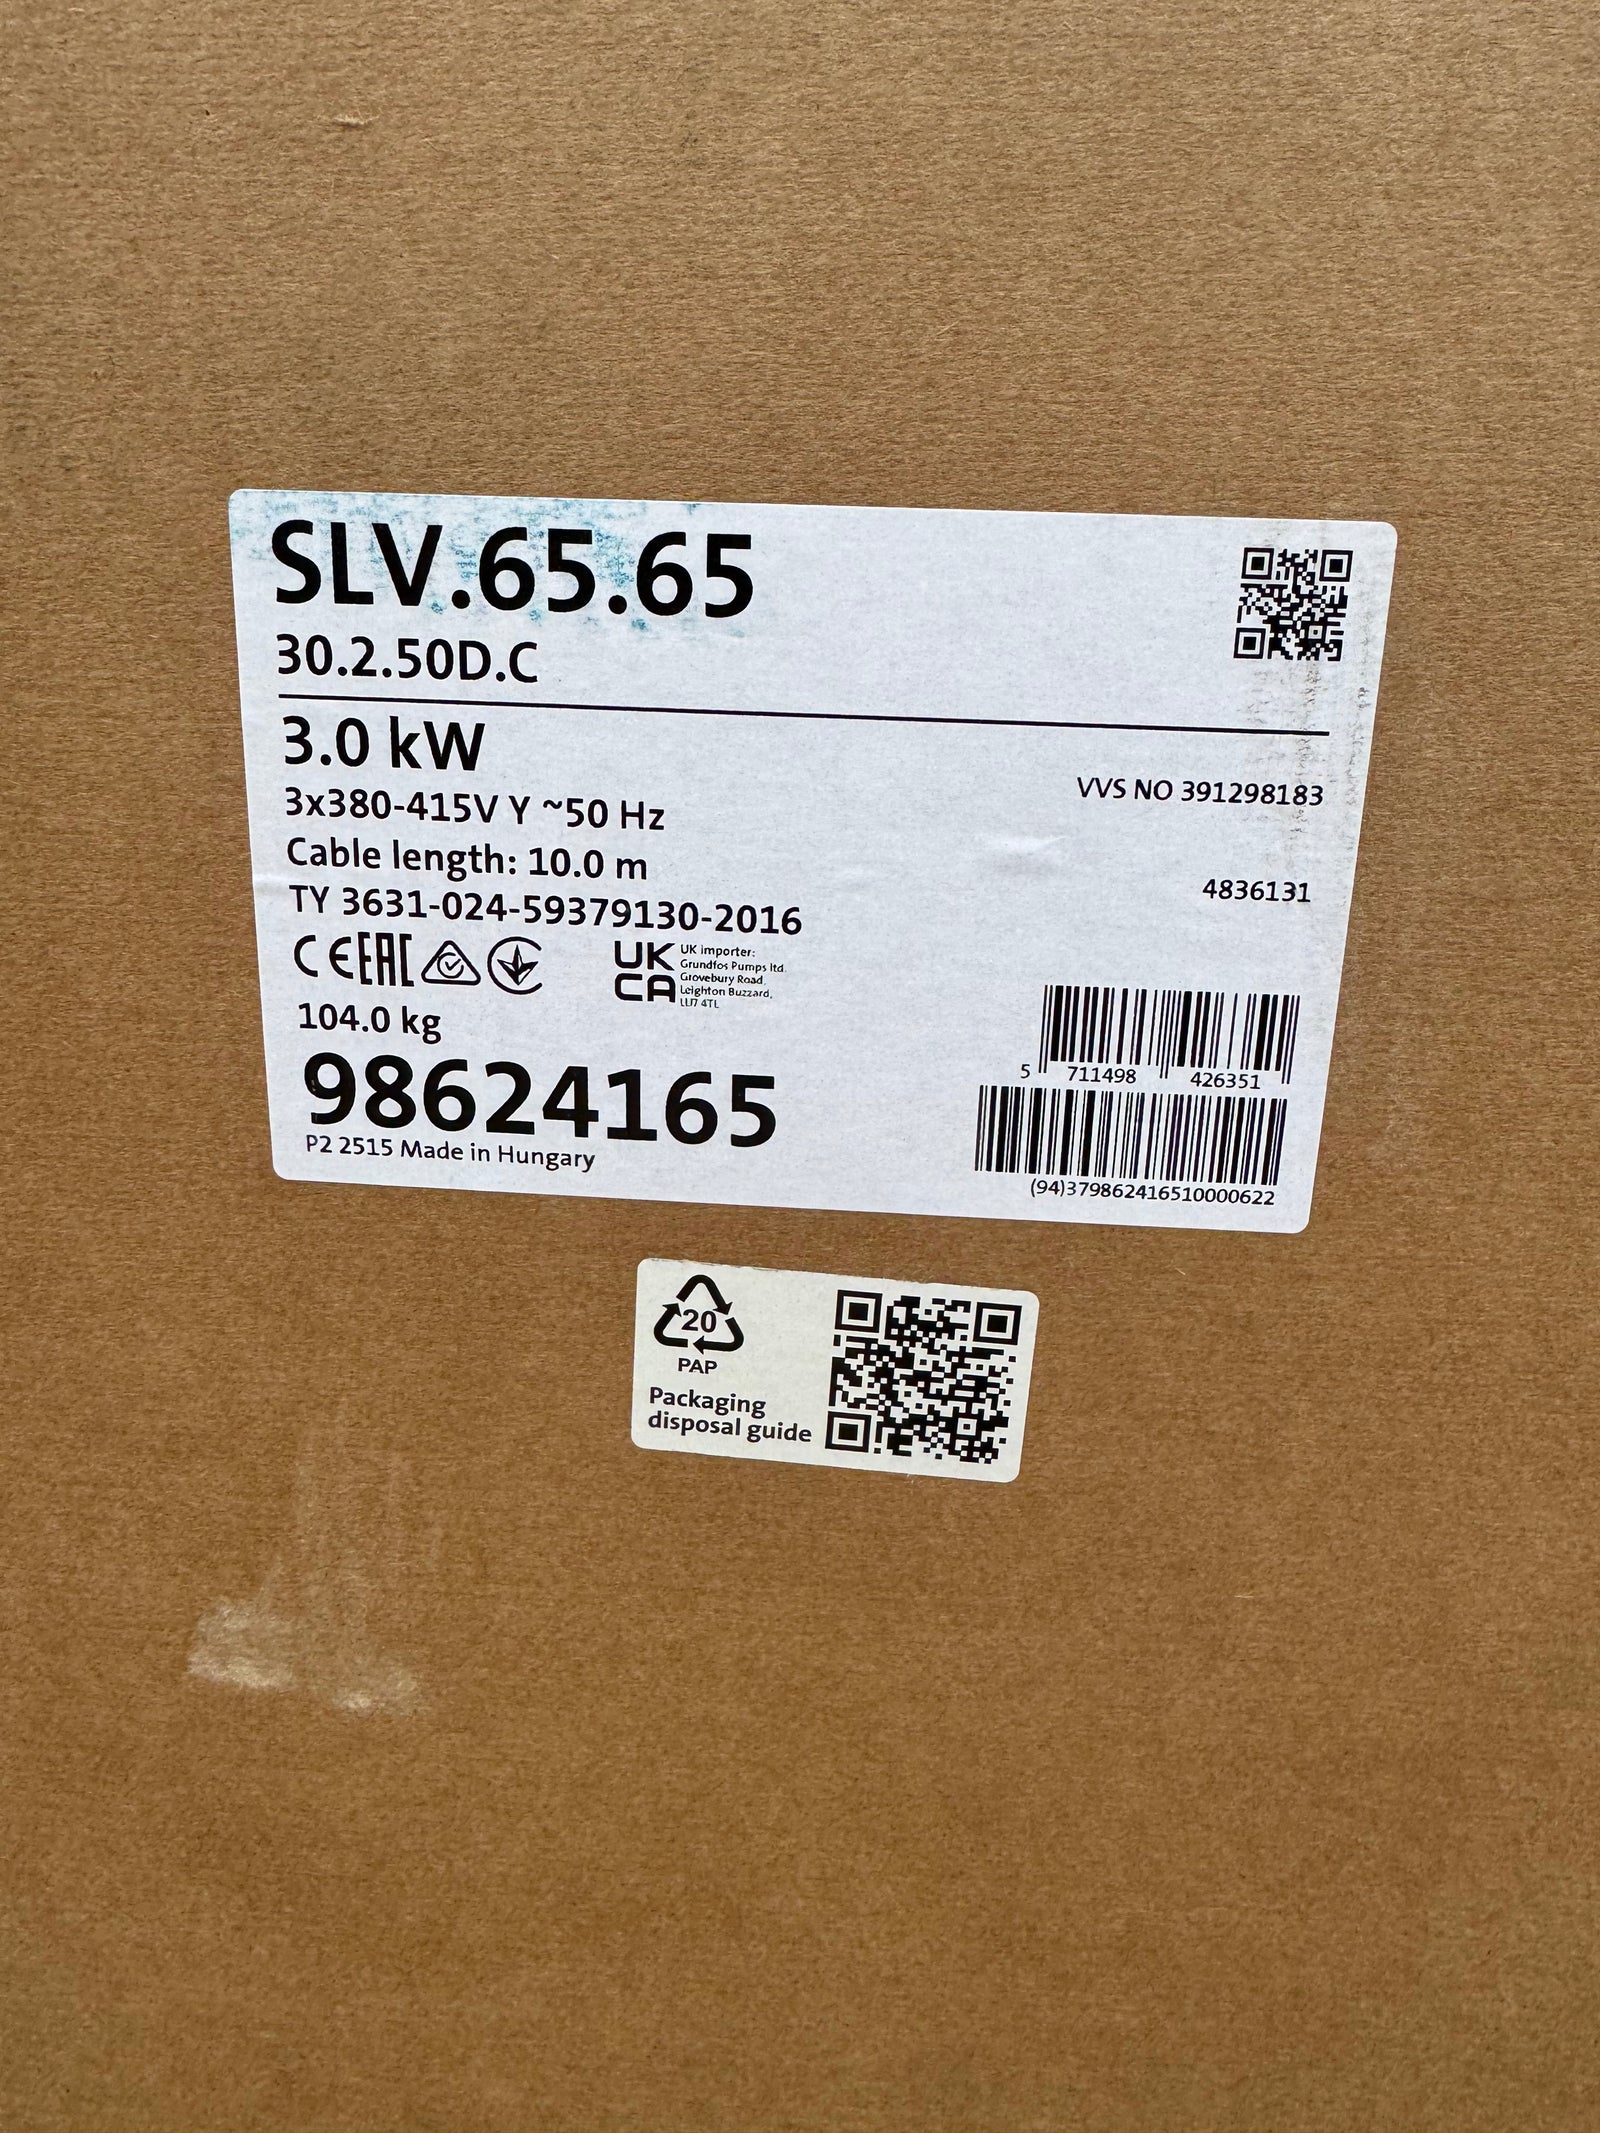 SLV.65.65
30.2.50D.C
3.0 kW
3x380-415V Y ~50 Hz
Cable length: 10.0 m
TY 3631-024-59379130-2016
CE EAC
UK
CA
UK importer:
Grundfos Pumps ltd.
Grovebury Road,
Leighton Buzzard,
LU7 4TL
104.0 kg
98624165
P2 2515 Made in Hungary
VVS NO 391298183
4836131
5 711498 426351
(94)379862416510000622
20
PAP
Packaging
disposal guide